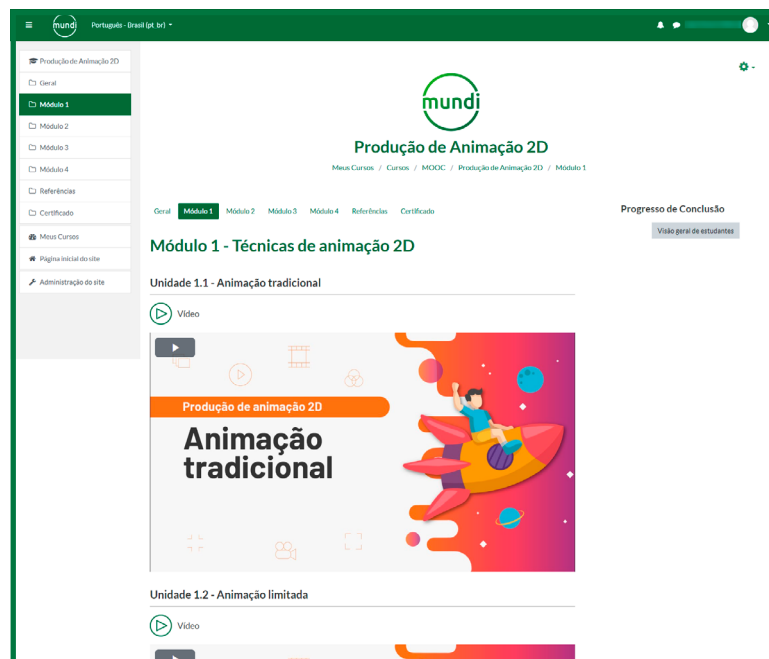 mundi
Português - Brasil (pt_br)
Produção de Animação 2D
Geral
Módulo 1
Módulo 2
Módulo 3
Módulo 4
Referências
Certificado
Meus Cursos
Página inicial do site
Administração do site
mundi
Produção de Animação 2D
Meus Cursos / Cursos / MOOC / Produção de Animação 2D / Módulo 1
Geral Módulo 1 Módulo 2 Módulo 3 Módulo 4 Referências Certificado
Progresso de Conclusão
Visão geral de estudantes
Módulo 1 - Técnicas de animação 2D
Unidade 1.1 - Animação tradicional
Vídeo
Produção de animação 2D
Animação
tradicional
Unidade 1.2 - Animação limitada
Vídeo